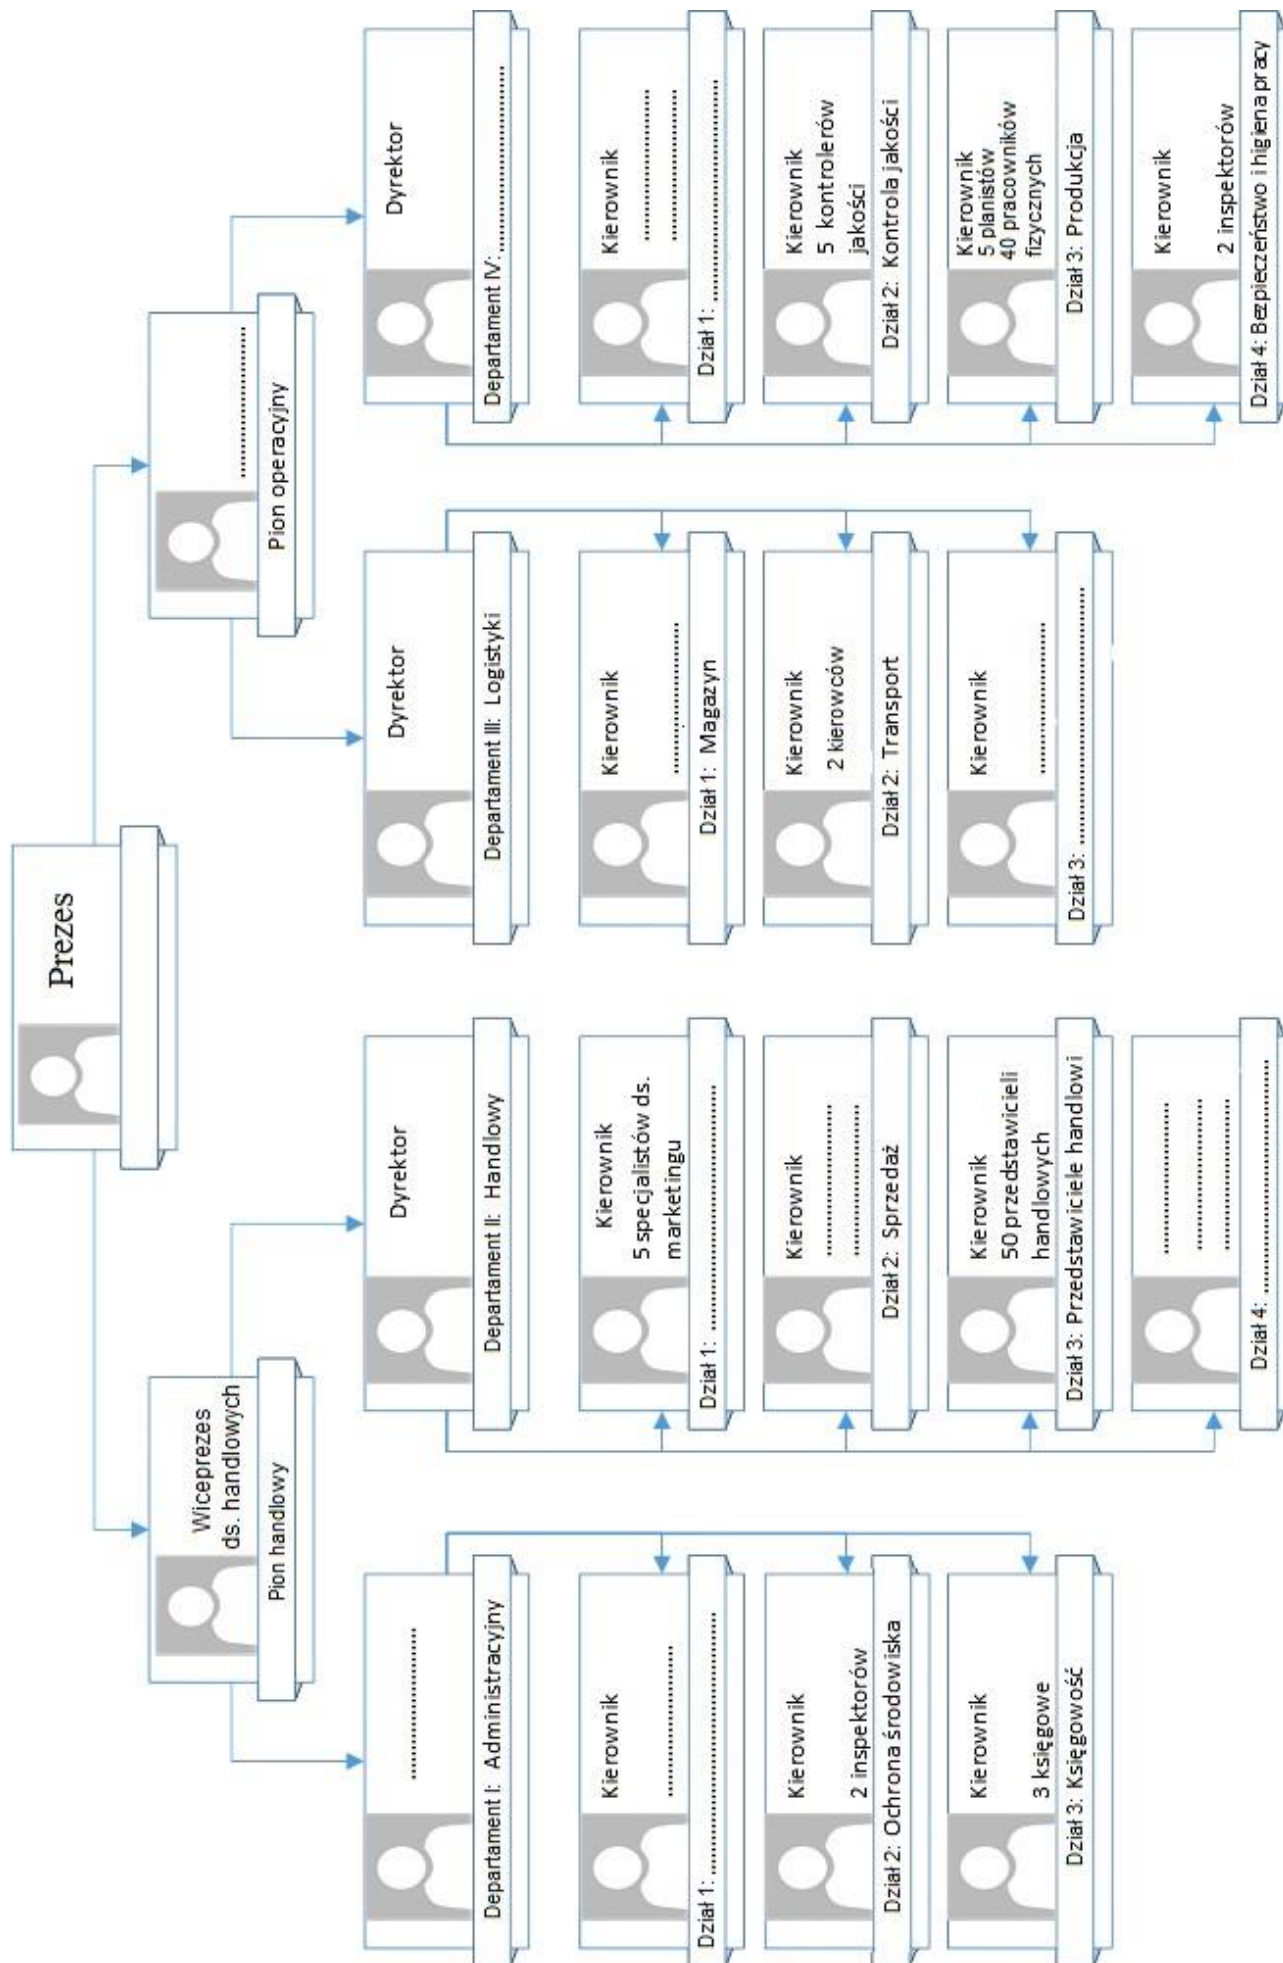 Prezes
Wiceprezes
ds. handlowych
Pion handlowy
..............................
Pion operacyjny
..............................
Departament I: Administracyjny
Dyrektor
Departament II: Handlowy
Dyrektor
Departament III: Logistyki
Dyrektor
Departament IV:..............................
Kierownik
..............................
Dział 1: ..............................
Kierownik
2 inspektorów
Dział 2: Ochrona środowiska
Kierownik
3 księgowe
Dział 3: Księgowość
Kierownik
5 specjalistów ds.
marketingu
Dział 1: ..............................
Kierownik
..............................
..............................
Dział 2: Sprzedaż
Kierownik
50 przedstawicieli
handlowych
Dział 3: Przedstawiciele handlowi
..............................
..............................
..............................
Dział 4: ..............................
Kierownik
..............................
Dział 1: Magazyn
Kierownik
2 kierowców
Dział 2: Transport
Kierownik
..............................
Dział 3: ..............................
Kierownik
..............................
..............................
Dział 1: ..............................
Kierownik
5 kontrolerów
jakości
Dział 2: Kontrola jakości
Kierownik
5 planistów
40 pracowników
fizycznych
Dział 3: Produkcja
Kierownik
2 inspektorów
Dział 4: Bezpieczeństwo i higiena pracy